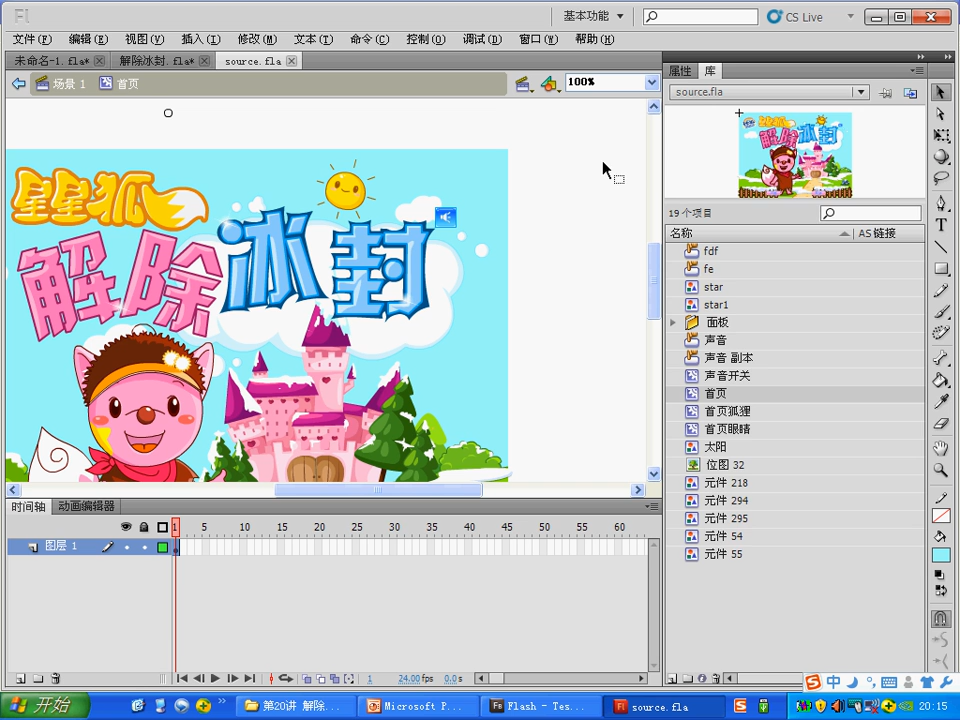 Fl
基本功能
CS Live
文件(F) 编辑(E) 视图(V) 插入(I) 修改(M) 文本(T) 命令(C) 控制(O) 调试(D) 窗口(W) 帮助(H)
未命名-1.fla* 解除冰封.fla* source.fla
场景 1 首页 100%
属性 库
source.fla
星星狐
解除冰封
19 个项目
名称 AS 链接
fdf
fe
star
star1
面板
声音
声音 副本
声音开关
首页
首页狐狸
首页眼睛
太阳
位图 32
元件 218
元件 294
元件 295
元件 54
元件 55
时间轴 动画编辑器
1 5 10 15 20 25 30 35 40 45 50 55 60
图层 1
1 24.00 fps 0.0 s
中
开始
第20讲 解除...
Microsoft P...
Flash - Tes...
source.fla
20:15